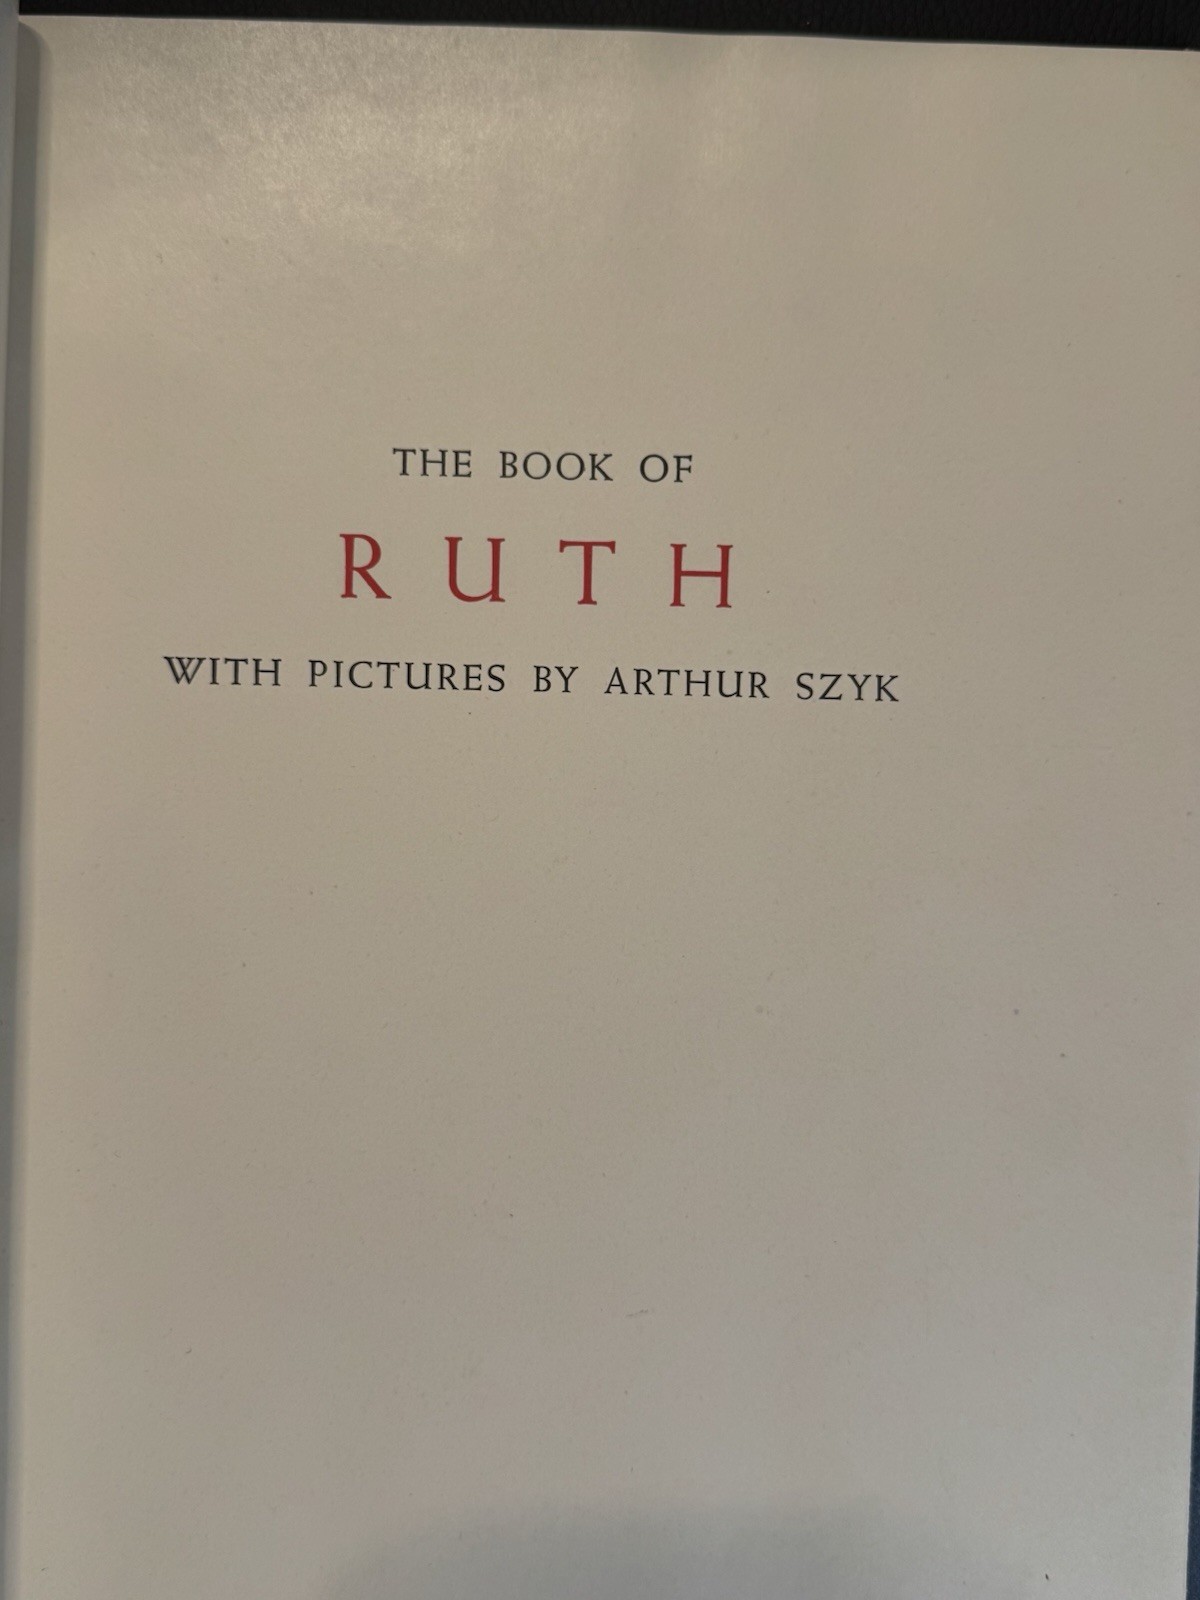 THE BOOK OF
RUTH
WITH PICTURES BY ARTHUR SZYK